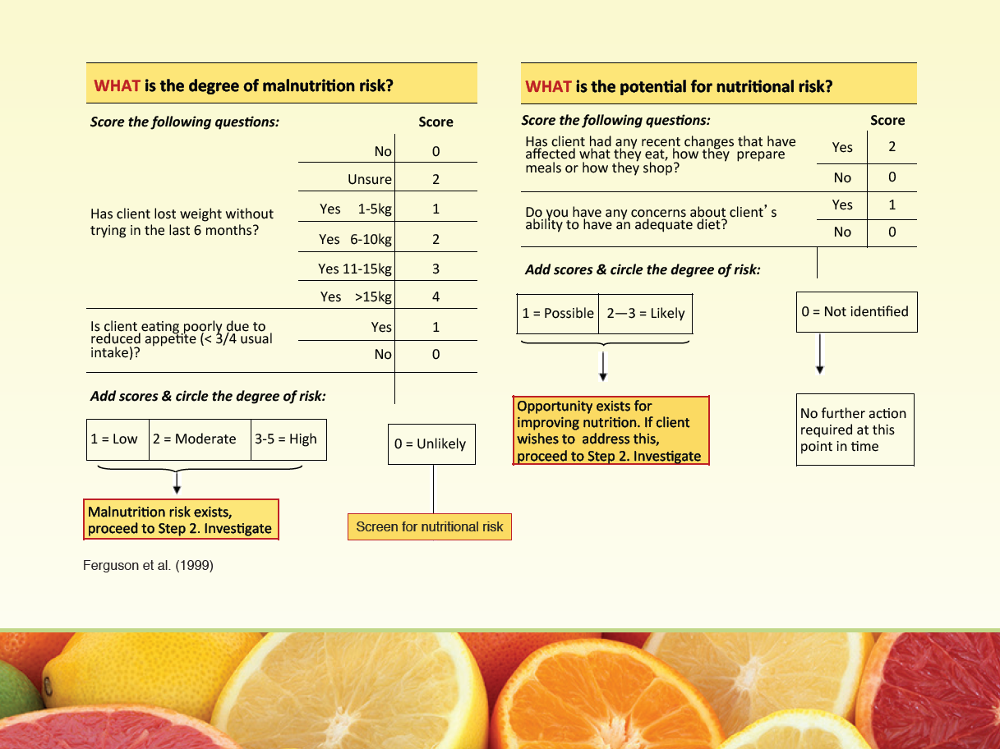 WHAT is the degree of malnutrition risk?
Score the following questions: Score
Has client lost weight without
trying in the last 6 months?
No 0
Unsure 2
Yes 1-5kg 1
Yes 6-10kg 2
Yes 11-15kg 3
Yes >15kg 4
Is client eating poorly due to
reduced appetite (< 3/4 usual
intake)?
Yes 1
No 0
Add scores & circle the degree of risk:
1 = Low 2 = Moderate 3-5 = High
0 = Unlikely
Malnutrition risk exists,
proceed to Step 2. Investigate
Screen for nutritional risk
Ferguson et al. (1999)
WHAT is the potential for nutritional risk?
Score the following questions: Score
Has client had any recent changes that have
affected what they eat, how they prepare
meals or how they shop?
Yes 2
No 0
Do you have any concerns about client’s
ability to have an adequate diet?
Yes 1
No 0
Add scores & circle the degree of risk:
1 = Possible 2—3 = Likely
0 = Not identified
Opportunity exists for
improving nutrition. If client
wishes to address this,
proceed to Step 2. Investigate
No further action
required at this
point in time